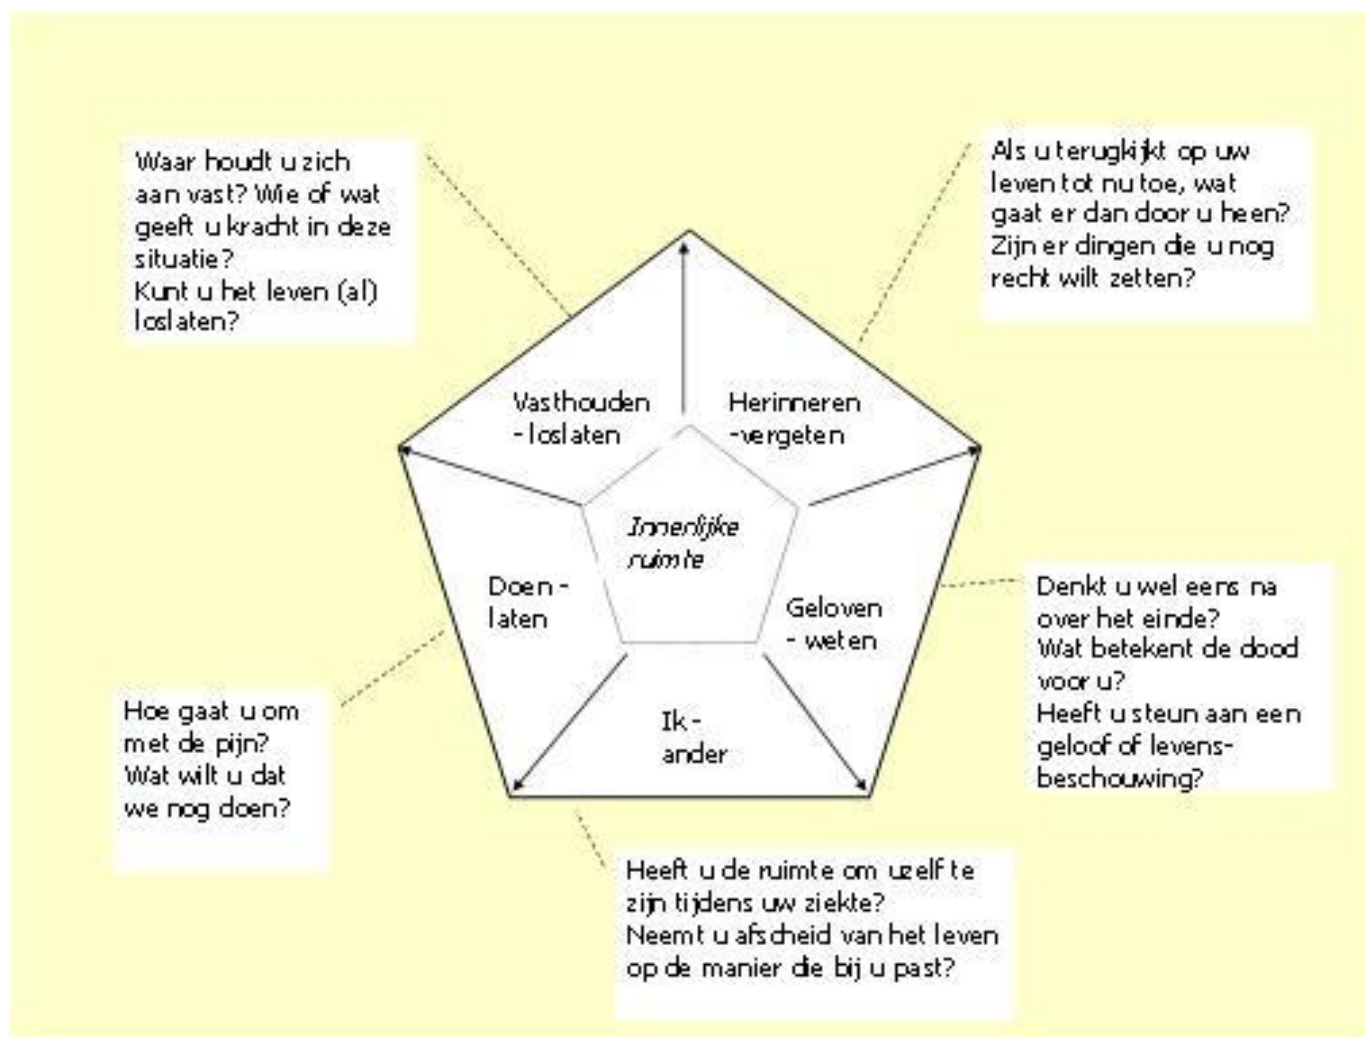 Waar houdt u zich
aan vast? Wie of wat
geeft u kracht in deze
situatie?
Kunt u het leven (al)
loslaten?
Als u terugkijkt op uw
leven tot nu toe, wat
gaat er dan door u heen?
Zijn er dingen die u nog
recht wilt zetten?
Vasthouden
- loslaten
Herinneren
-vergeten
Innerlijke
ruimte
Doen -
laten
Geloven
- weten
Ik -
ander
Denkt u wel eens na
over het einde?
Wat betekent de dood
voor u?
Heeft u steun aan een
geloof of levens-
beschouwing?
Hoe gaat u om
met de pijn?
Wat wilt u dat
we nog doen?
Heeft u de ruimte om uzelf te
zijn tijdens uw ziekte?
Neemt u afscheid van het leven
op de manier die bij u past?